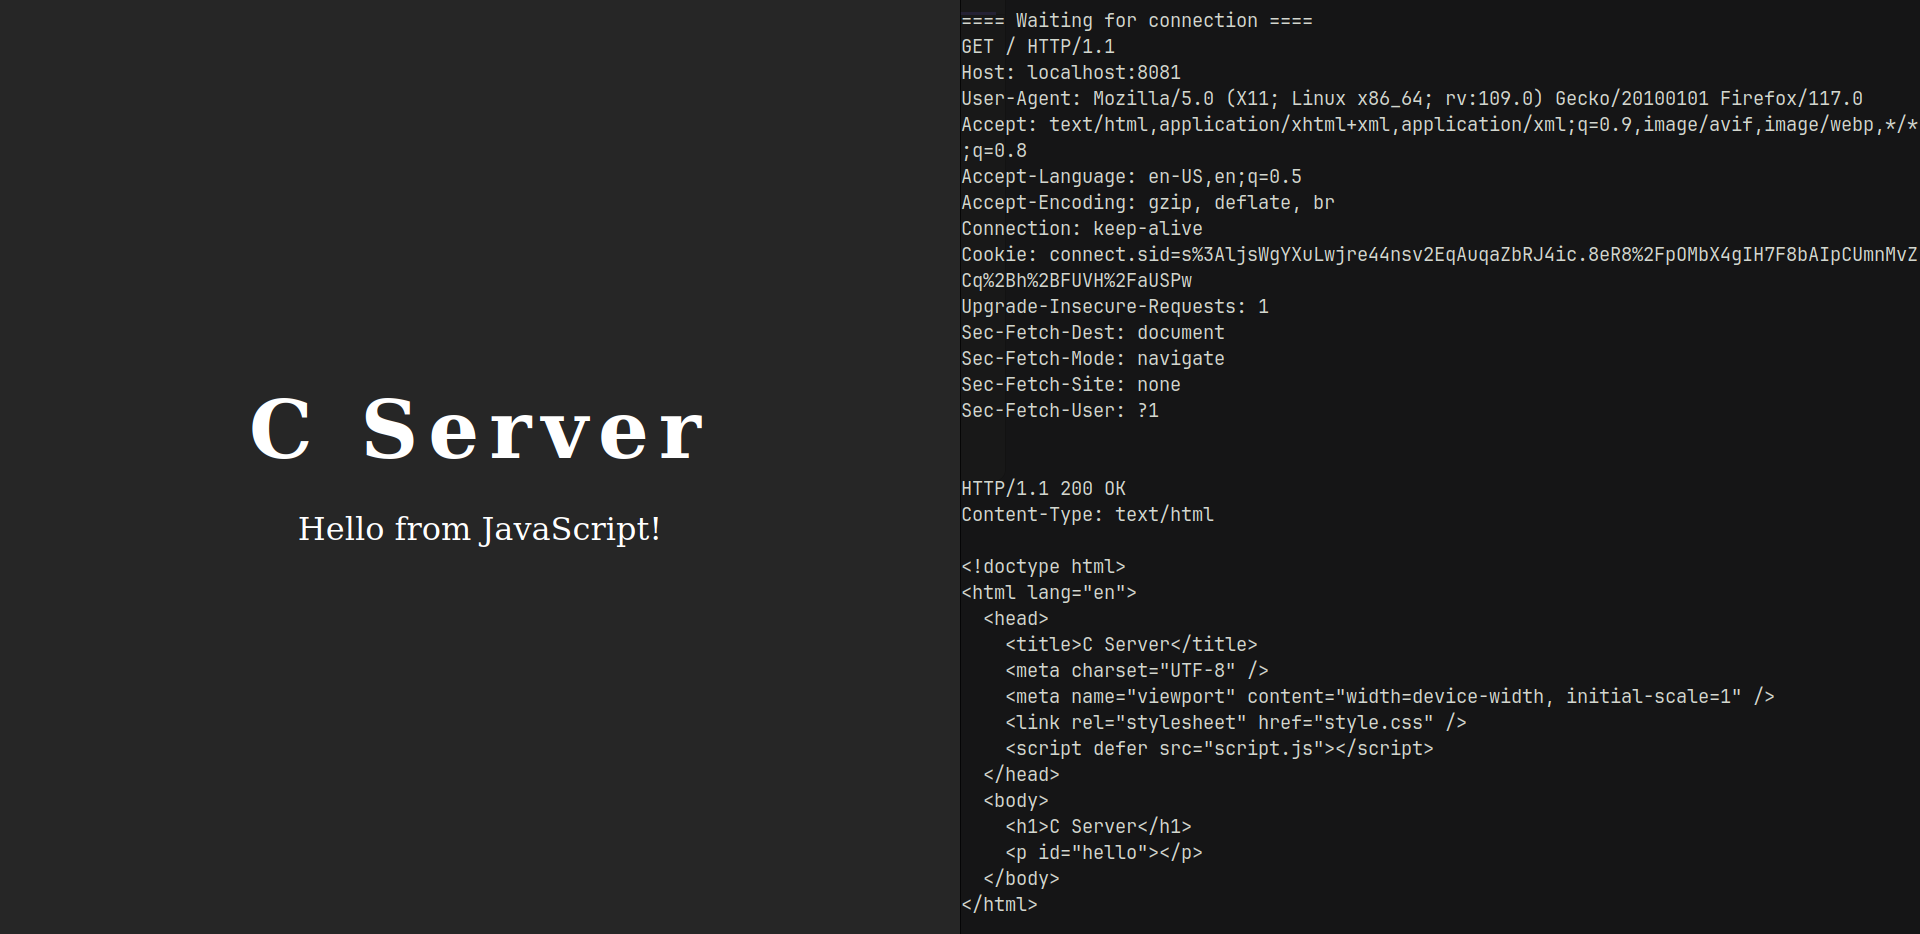 C Server
Hello from JavaScript!
==== Waiting for connection ====
GET / HTTP/1.1
Host: localhost:8081
User-Agent: Mozilla/5.0 (X11; Linux x86_64; rv:109.0) Gecko/20100101 Firefox/117.0
Accept: text/html,application/xhtml+xml,application/xml;q=0.9,image/avif,image/webp,*/*
;q=0.8
Accept-Language: en-US,en;q=0.5
Accept-Encoding: gzip, deflate, br
Connection: keep-alive
Cookie: connect.sid=s%3AljsWgYXuLwjre44nsv2EqAuqaZbRJ4ic.8eR8%2FpOMbX4gIH7F8bAIpCUmnMvZ
Cq%2Bh%2BFUVH%2FaUSPw
Upgrade-Insecure-Requests: 1
Sec-Fetch-Dest: document
Sec-Fetch-Mode: navigate
Sec-Fetch-Site: none
Sec-Fetch-User: ?1
HTTP/1.1 200 OK
Content-Type: text/html
<!doctype html>
<html lang="en">
  <head>
    <title>C Server</title>
    <meta charset="UTF-8" />
    <meta name="viewport" content="width=device-width, initial-scale=1" />
    <link rel="stylesheet" href="style.css" />
    <script defer src="script.js"></script>
  </head>
  <body>
    <h1>C Server</h1>
    <p id="hello"></p>
  </body>
</html>